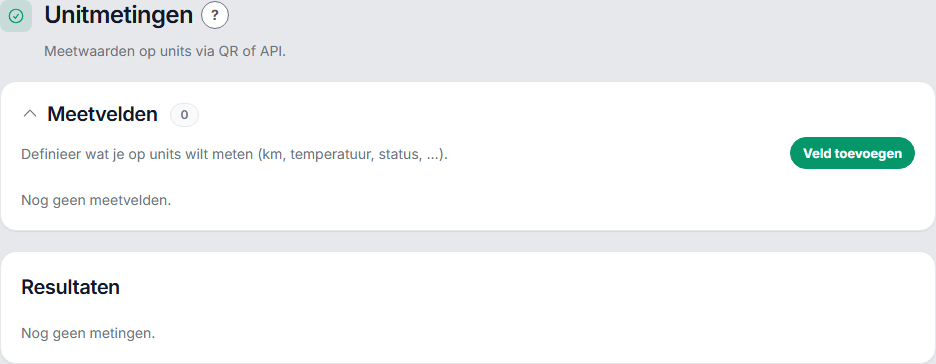 Unitmetingen ?
Meetwaarden op units via QR of API.
Meetvelden 0
Definieer wat je op units wilt meten (km, temperatuur, status, ...).
Veld toevoegen
Nog geen meetvelden.
Resultaten
Nog geen metingen.